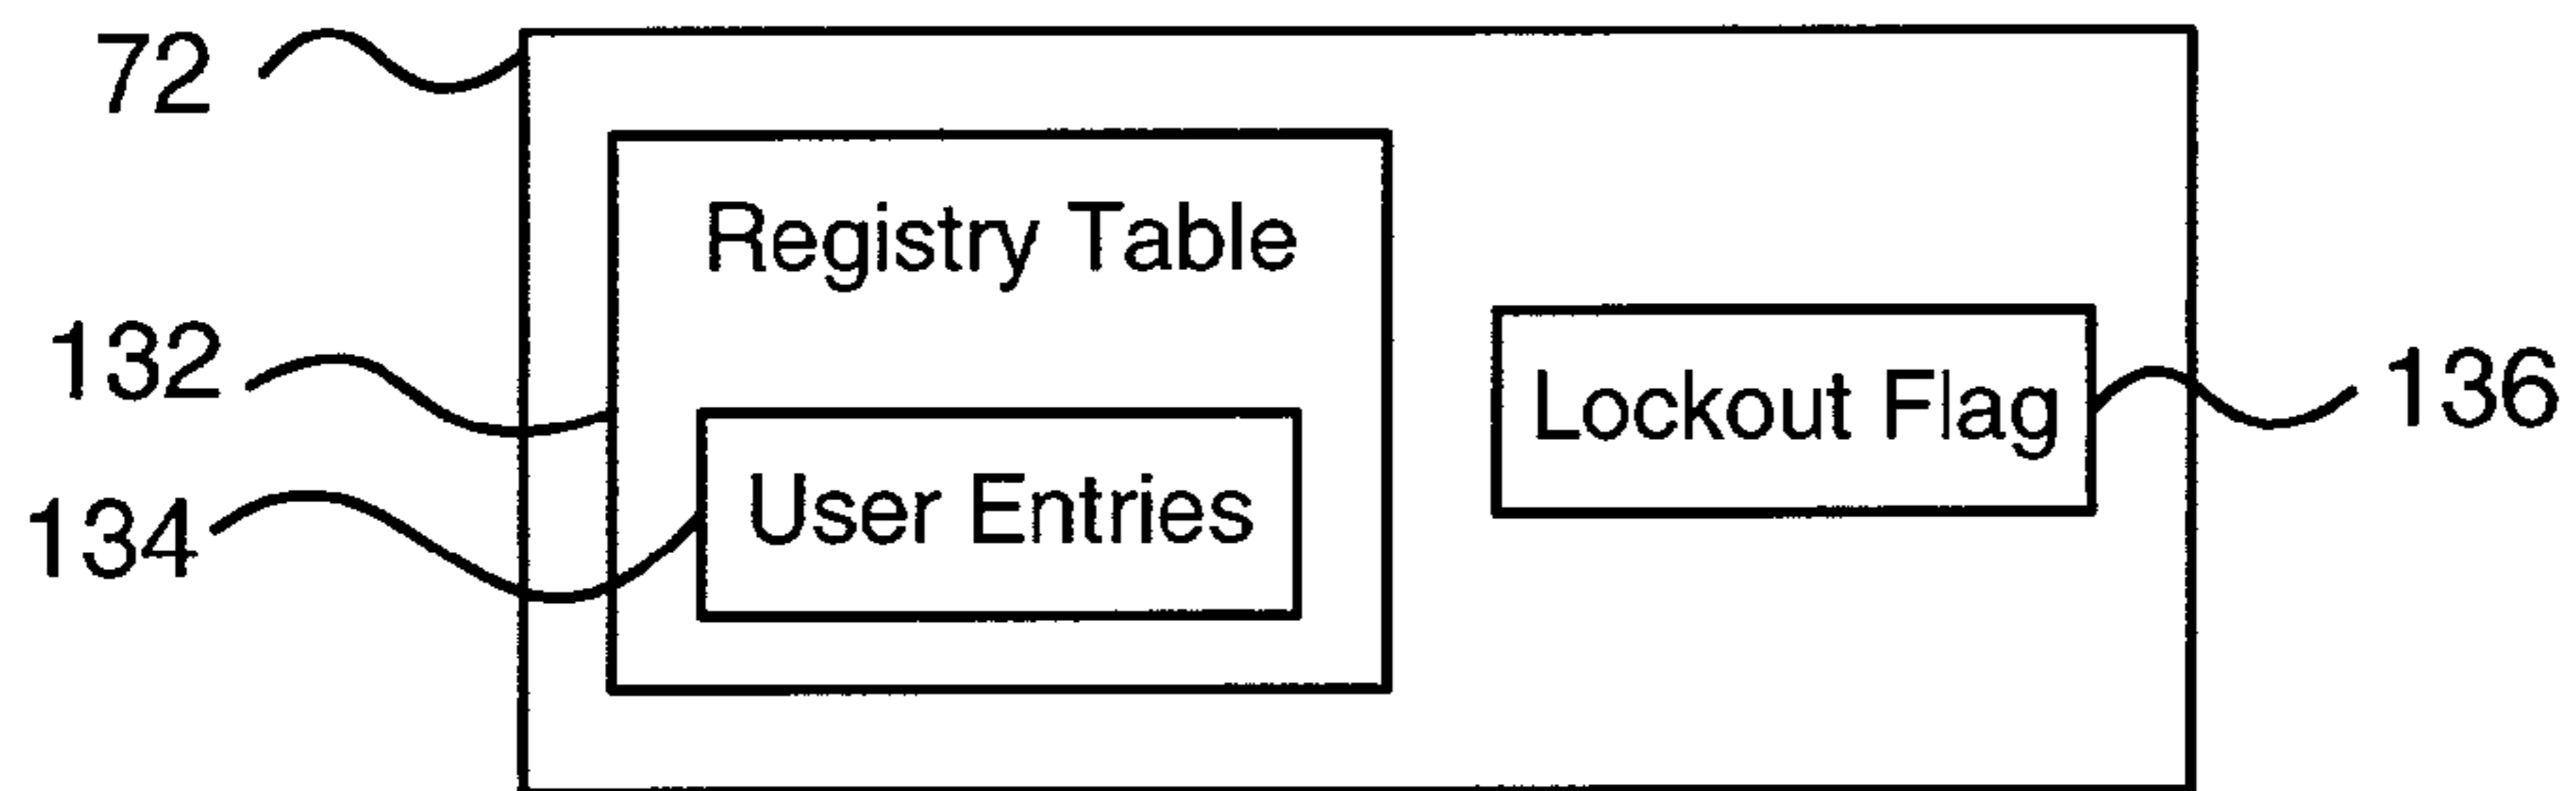 72
Registry Table
132
Lockout Flag
136
User Entries
134